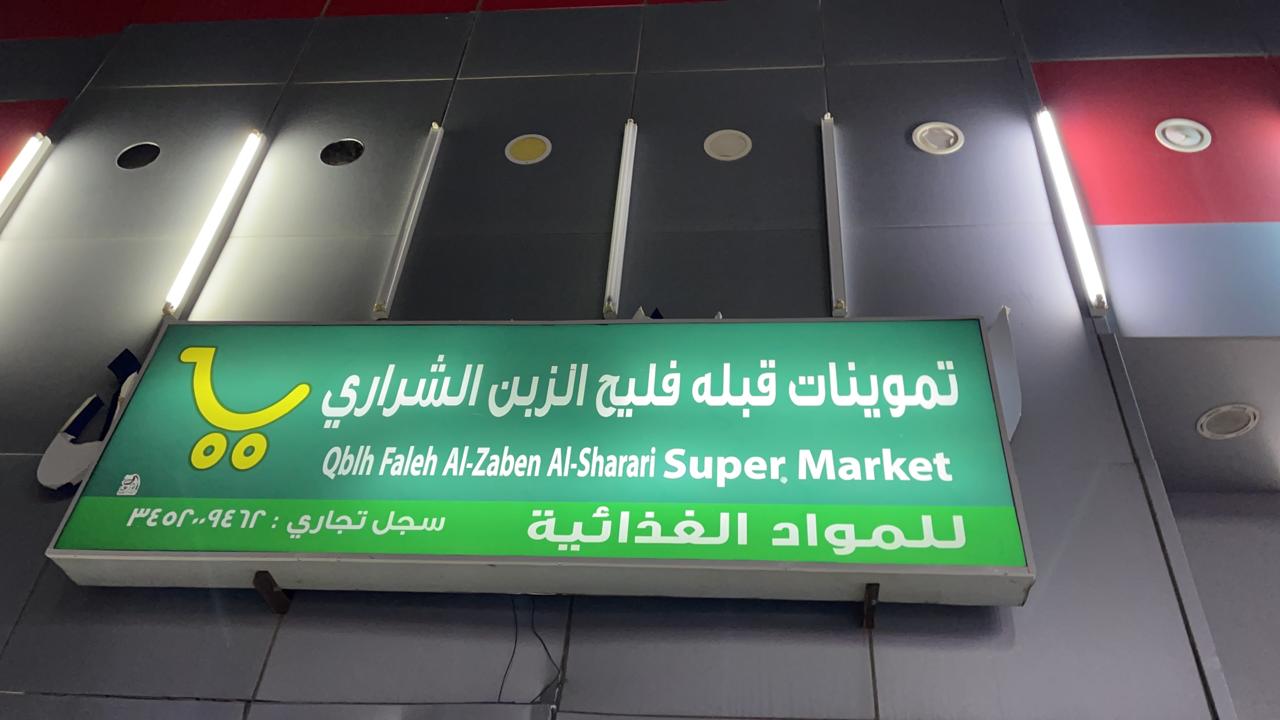 تموينات قبله فليح الزبن الشراري
Qblh Faleh Al-Zaben Al-Sharari Super Market
للمواد الغذائية
سجل تجاري : ٣٤٥٢٠٠٩٤٦٢